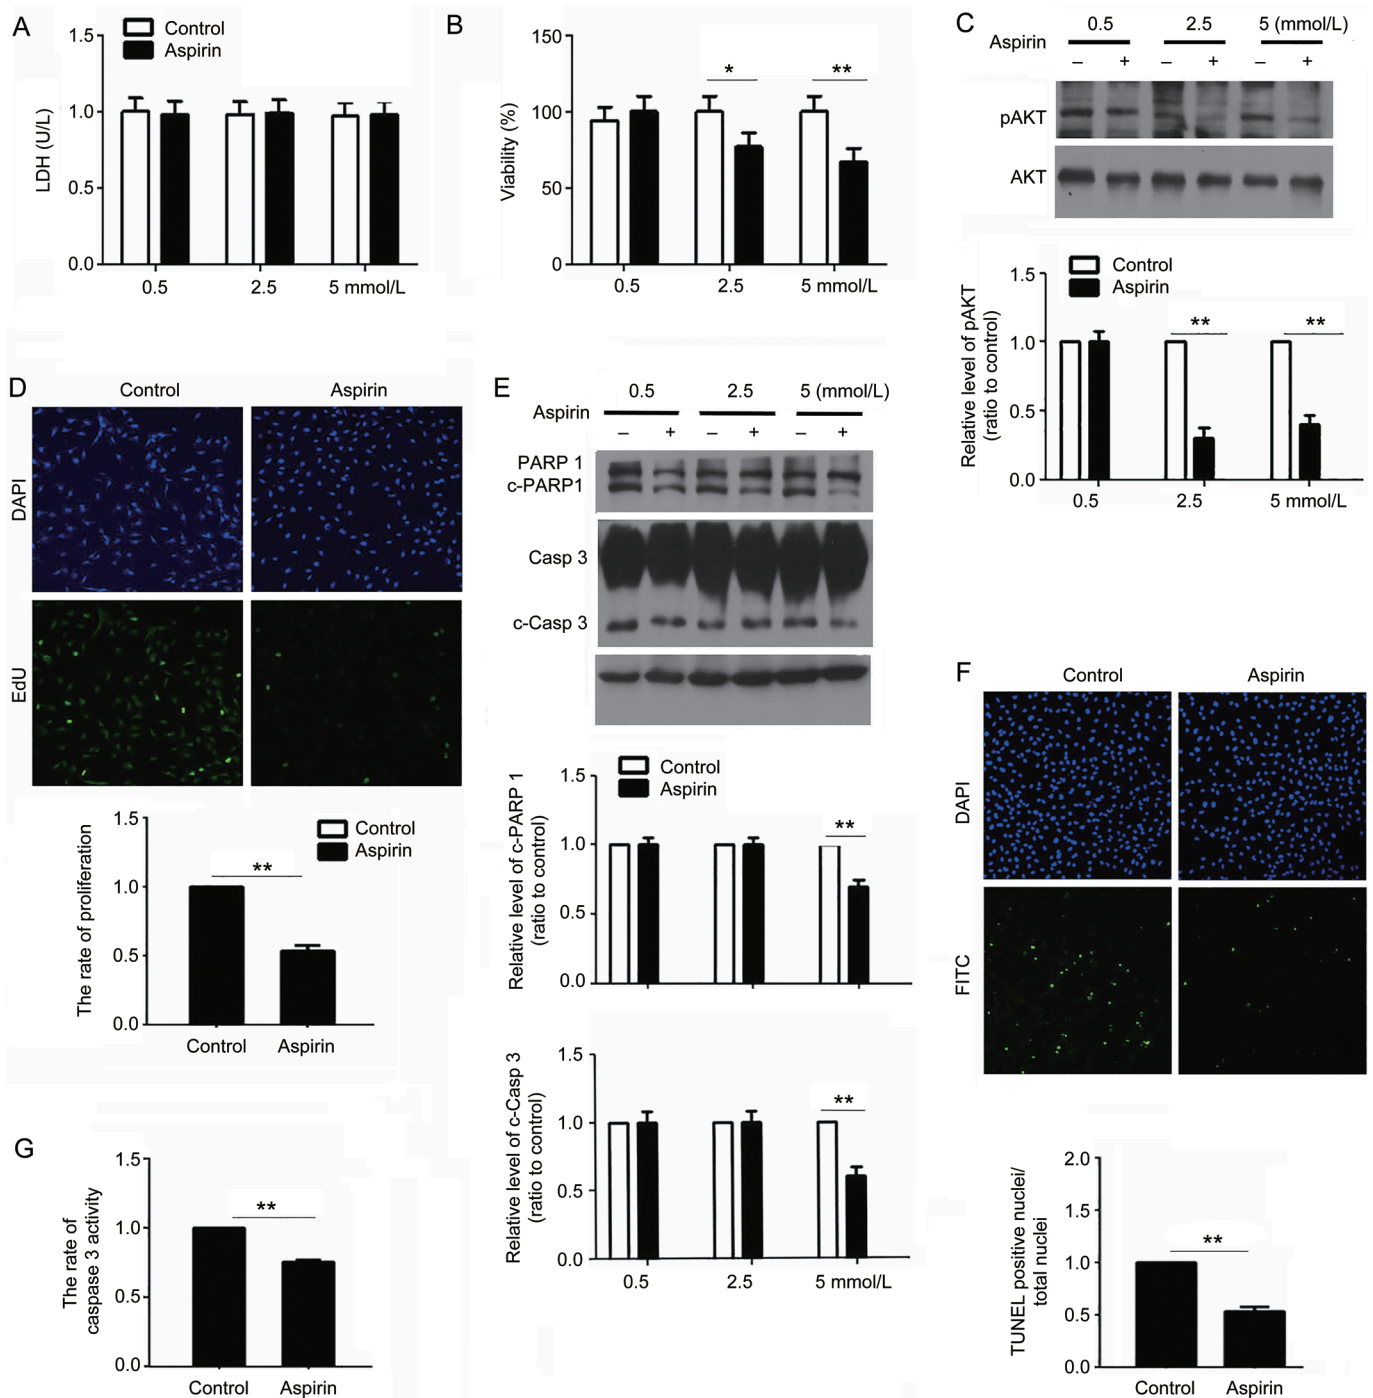 A
Control
Aspirin
LDH (U/L)
1.5
1.0
0.5
0.0
0.5 2.5 5 mmol/L
B
Viability (%)
150
100
50
0
* **
0.5 2.5 5 mmol/L
C
0.5 2.5 5 (mmol/L)
Aspirin
– + – + – +
pAKT
AKT
Control
Aspirin
Relative level of pAKT
(ratio to control)
1.5
1.0
0.5
0.0
** **
0.5 2.5 5 mmol/L
D
Control Aspirin
DAPI
EdU
Control
Aspirin
The rate of proliferation
1.5
1.0
0.5
0.0
**
Control Aspirin
E
0.5 2.5 5 (mmol/L)
Aspirin
– + – + – +
PARP 1
c-PARP1
Casp 3
c-Casp 3
Control
Aspirin
Relative level of c-PARP 1
(ratio to control)
1.5
1.0
0.5
0.0
**
Relative level of c-Casp 3
(ratio to control)
1.5
1.0
0.5
0.0
**
0.5 2.5 5 mmol/L
F
Control Aspirin
DAPI
FITC
TUNEL positive nuclei/
total nuclei
2.0
1.5
1.0
0.5
0.0
**
Control Aspirin
G
The rate of
caspase 3 activity
1.5
1.0
0.5
0.0
**
Control Aspirin